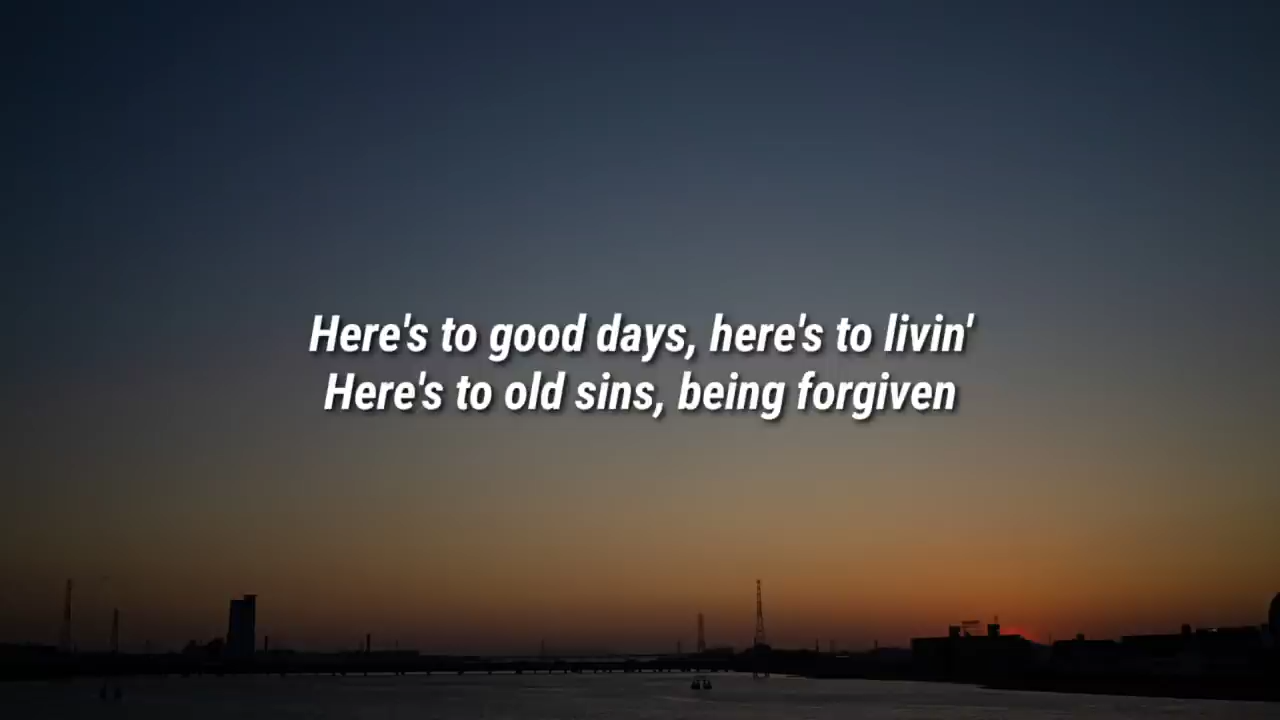 Here's to good days, here's to livin'
Here's to old sins, being forgiven